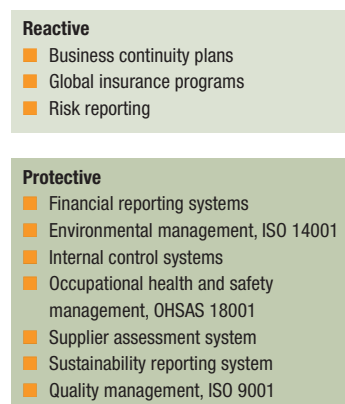 Reactive
Business continuity plans
Global insurance programs
Risk reporting
Protective
Financial reporting systems
Environmental management, ISO 14001
Internal control systems
Occupational health and safety
management, OHSAS 18001
Supplier assessment system
Sustainability reporting system
Quality management, ISO 9001